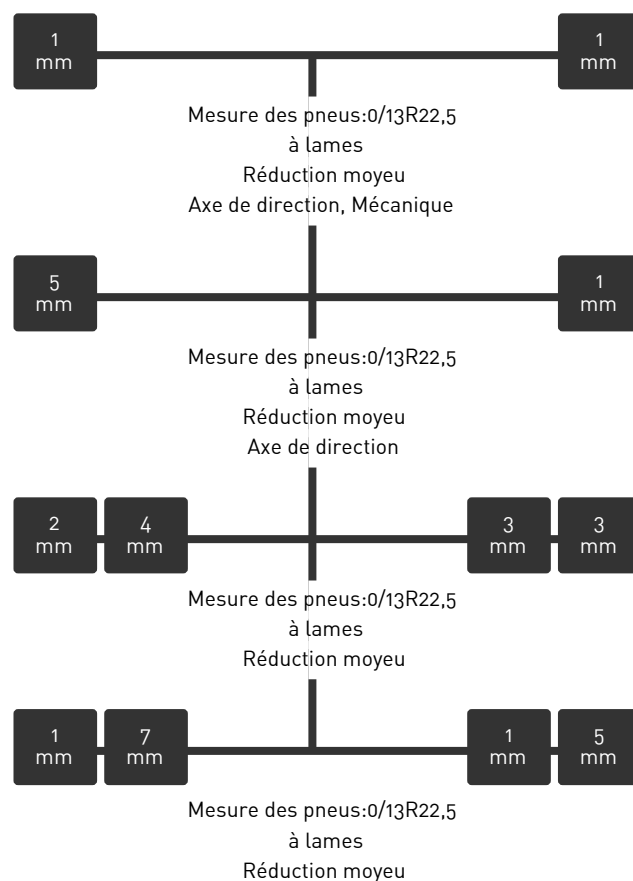 1 1
mm mm
Mesure des pneus:0/13R22,5
à lames
Réduction moyeu
Axe de direction, Mécanique
5 1
mm mm
Mesure des pneus:0/13R22,5
à lames
Réduction moyeu
Axe de direction
2 4 3 3
mm mm mm mm
Mesure des pneus:0/13R22,5
à lames
Réduction moyeu
1 7 1 5
mm mm mm mm
Mesure des pneus:0/13R22,5
à lames
Réduction moyeu